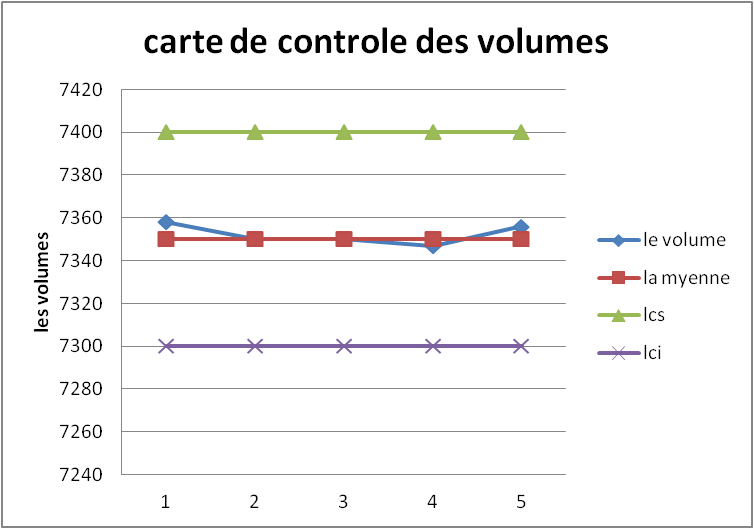 carte de controle des volumes
7420
7400
7380
7360
7340
7320
7300
7280
7260
7240
les volumes
1 2 3 4 5
le volume
la myenne
lcs
lci